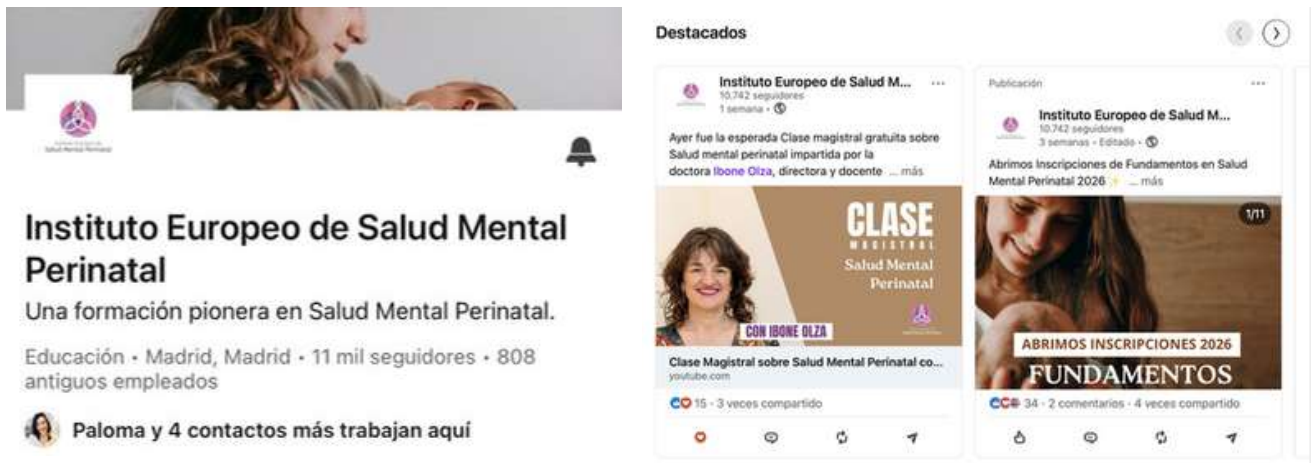 Salud Mental Perinatal
Instituto Europeo de Salud Mental
Perinatal
Una formación pionera en Salud Mental Perinatal.
Educación • Madrid, Madrid • 11 mil seguidores • 808
antiguos empleados
Paloma y 4 contactos más trabajan aquí
Destacados
Instituto Europeo de Salud M...
10.742 seguidores
1 semana •
Ayer fue la esperada Clase magistral gratuita sobre
Salud mental perinatal impartida por la
doctora Ibone Olza, directora y docente ... más
CLASE
MAGISTRAL
Salud Mental
Perinatal
CON IBONE OLZA
Clase Magistral sobre Salud Mental Perinatal co...
youtube.com
15 · 3 veces compartido
Publicación
Instituto Europeo de Salud M...
10.742 seguidores
3 semanas • Editado •
Abrimos Inscripciones de Fundamentos en Salud
Mental Perinatal 2026 ✨ ... más
1/11
ABRIMOS INSCRIPCIONES 2026
FUNDAMENTOS
34 · 2 comentarios · 4 veces compartido